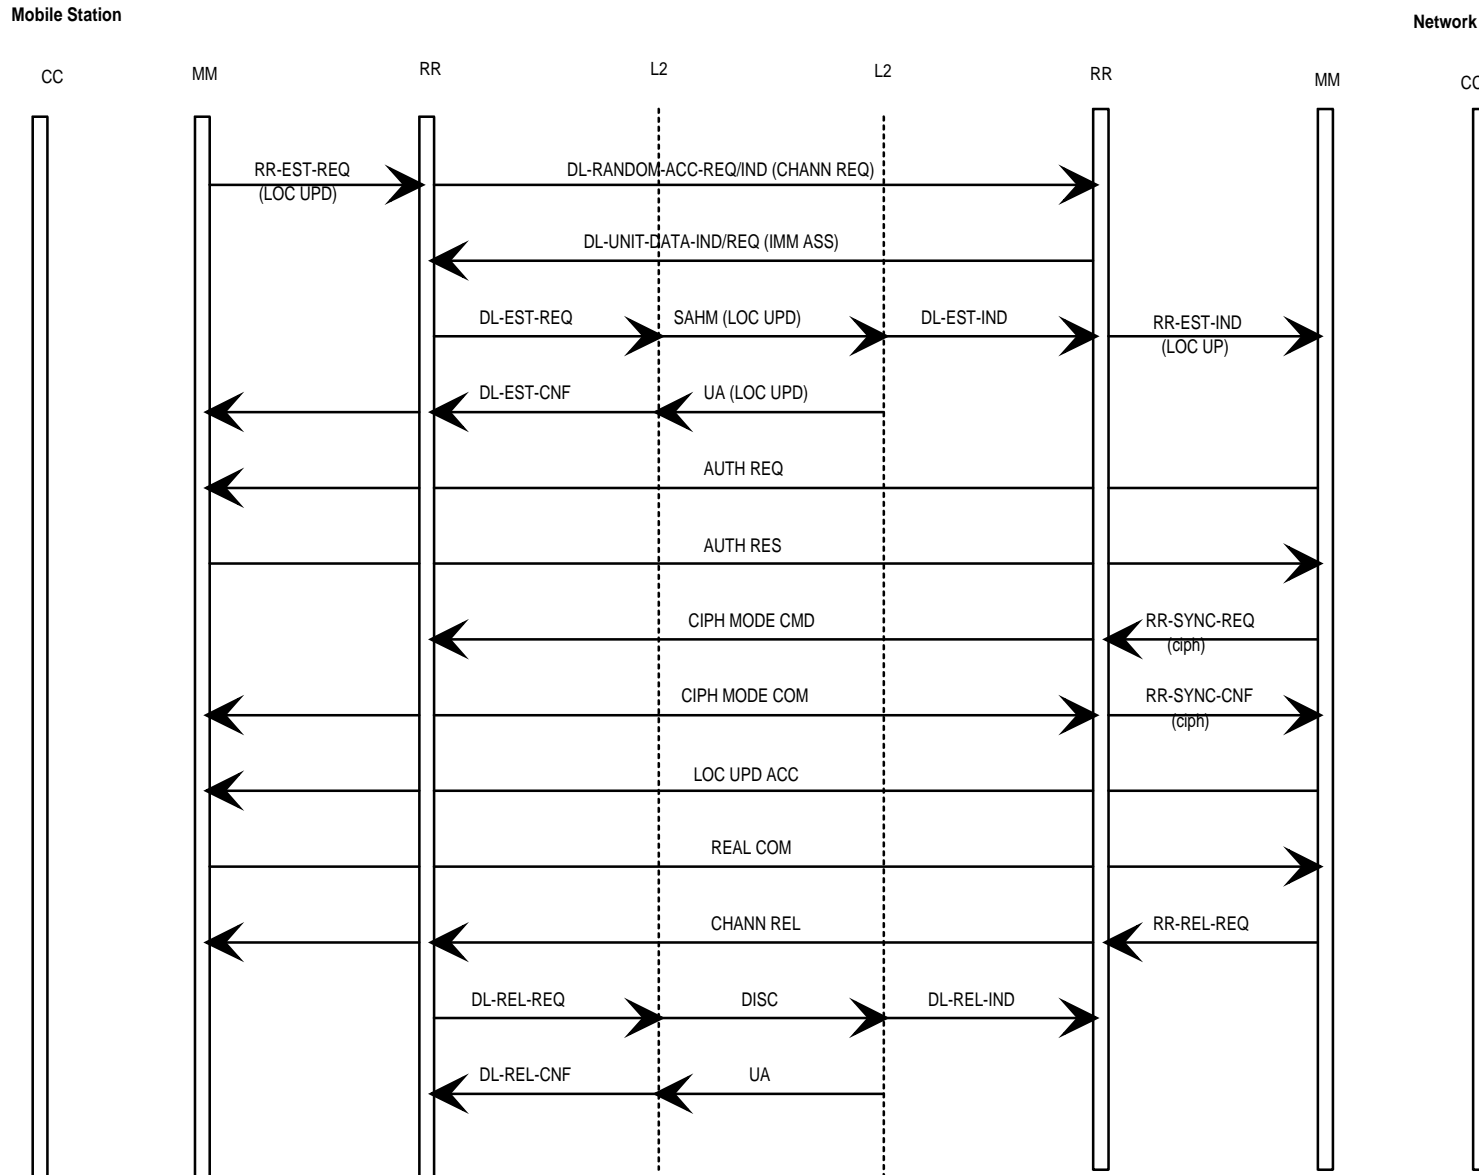 Mobile Station
Network
CC
MM
RR
L2
L2
RR
MM
CC
RR-EST-REQ
(LOC UPD)
DL-RANDOM-ACC-REQ/IND (CHANN REQ)
DL-UNIT-DATA-IND/REQ (IMM ASS)
DL-EST-REQ
SAHM (LOC UPD)
DL-EST-IND
RR-EST-IND
(LOC UP)
DL-EST-CNF
UA (LOC UPD)
AUTH REQ
AUTH RES
CIPH MODE CMD
RR-SYNC-REQ
(ciph)
CIPH MODE COM
RR-SYNC-CNF
(ciph)
LOC UPD ACC
REAL COM
CHANN REL
RR-REL-REQ
DL-REL-REQ
DISC
DL-REL-IND
DL-REL-CNF
UA